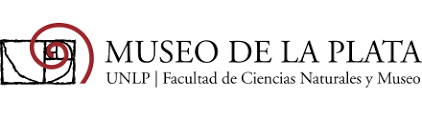 MUSEO DE LA PLATA
UNLP | Facultad de Ciencias Naturales y Museo